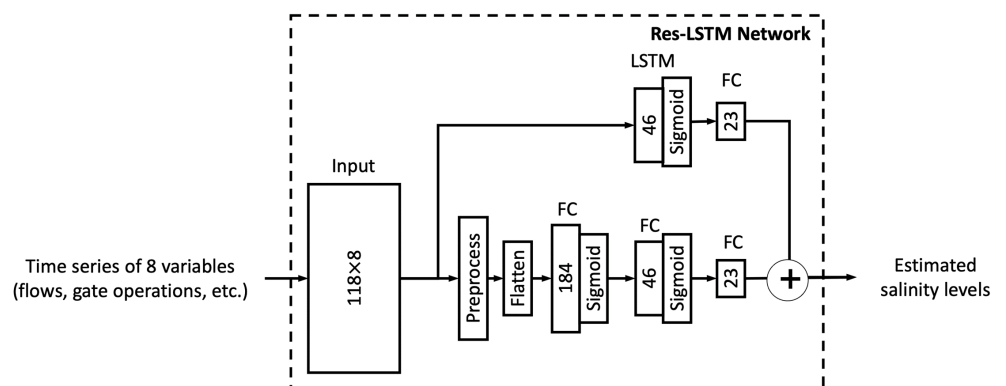 Res-LSTM Network
LSTM
46
Sigmoid
FC
23
Input
118×8
Time series of 8 variables
(flows, gate operations, etc.)
Preprocess
Flatten
FC
184
Sigmoid
FC
46
Sigmoid
FC
23
+
Estimated
salinity levels